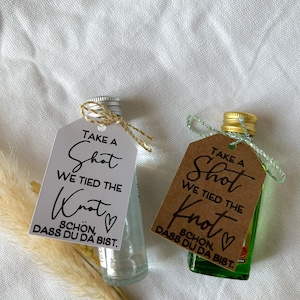 TAKE A
Shot
WE TIED THE
Knot
SCHÖN,
DASS DU DA BIST.
TAKE A
Shot
WE TIED THE
Knot
SCHÖN,
DASS DU DA BIST.